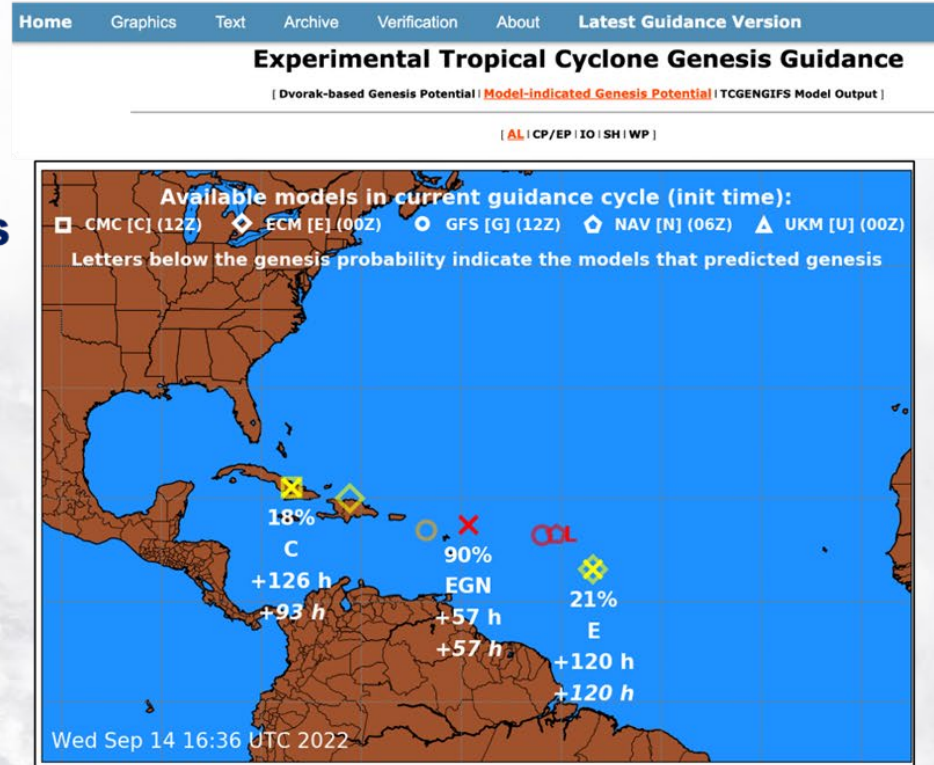 Home Graphics Text Archive Verification About Latest Guidance Version
Experimental Tropical Cyclone Genesis Guidance
[ Dvorak-based Genesis Potential | Model-indicated Genesis Potential | TCGENGIFS Model Output ]
[ AL | CP/EP | IO | SH | WP ]
s
Available models in current guidance cycle (init time):
CMC [C] (12Z) ECM [E] (00Z) GFS [G] (12Z) NAV [N] (06Z) UKM [U] (00Z)
Letters below the genesis probability indicate the models that predicted genesis
L
18%
C
+126 h
+93 h
90%
EGN
+57 h
+57 h
21%
E
+120 h
+120 h
Wed Sep 14 16:36 UTC 2022